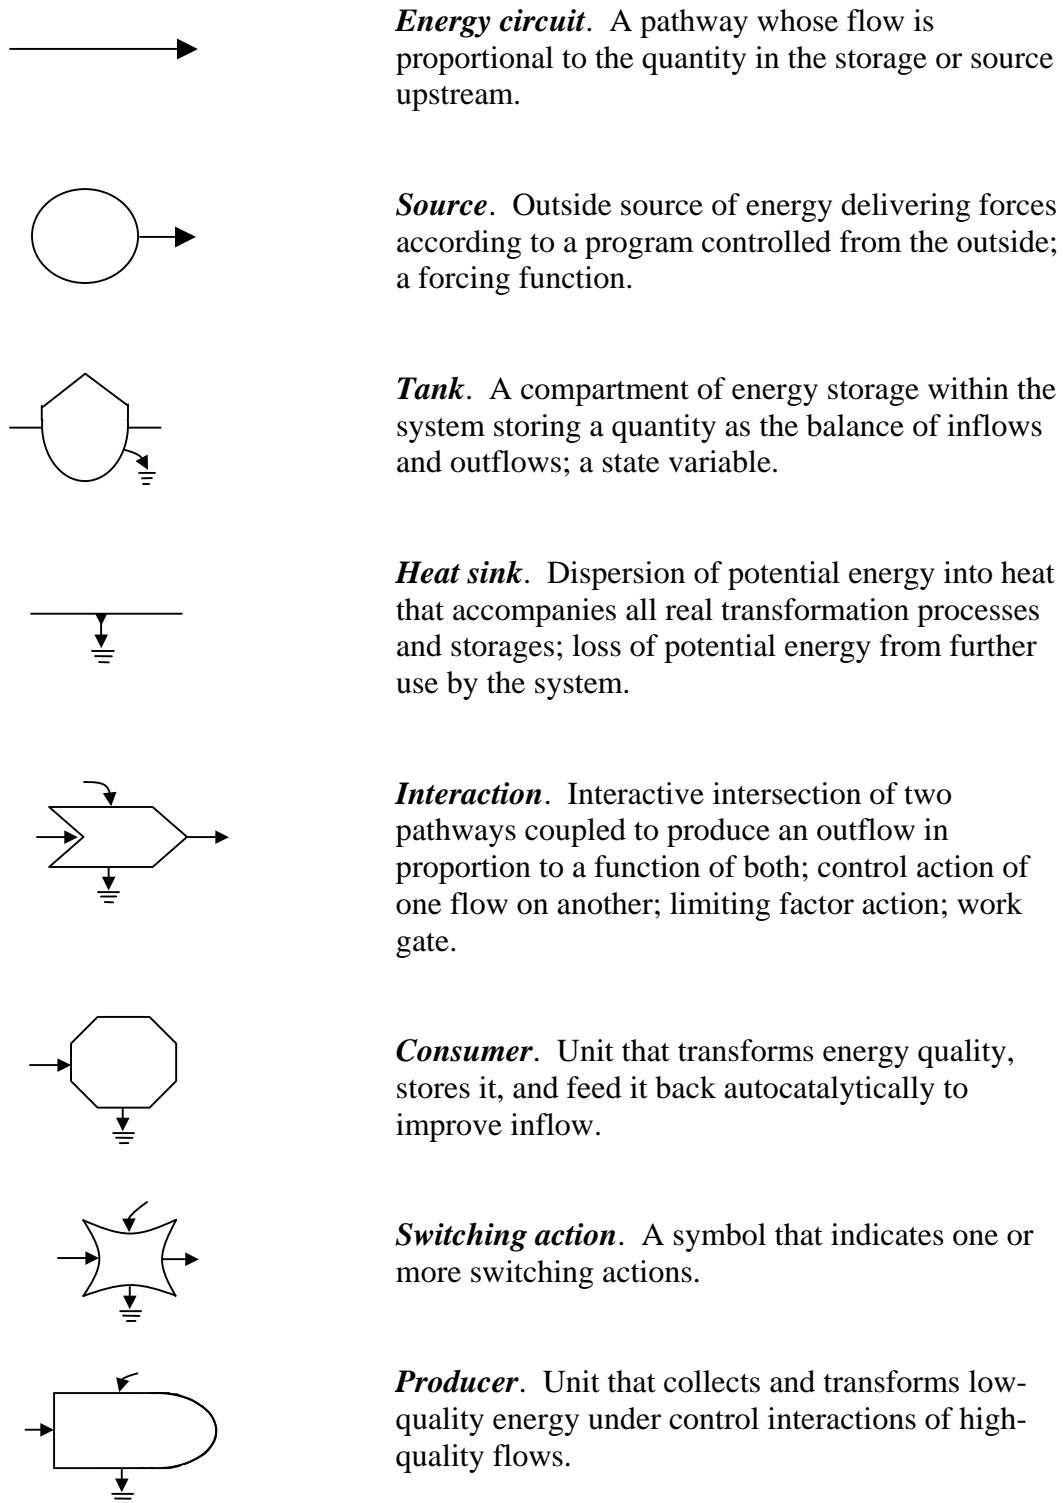 Energy circuit. A pathway whose flow is
proportional to the quantity in the storage or source
upstream.
Source. Outside source of energy delivering forces
according to a program controlled from the outside;
a forcing function.
Tank. A compartment of energy storage within the
system storing a quantity as the balance of inflows
and outflows; a state variable.
Heat sink. Dispersion of potential energy into heat
that accompanies all real transformation processes
and storages; loss of potential energy from further
use by the system.
Interaction. Interactive intersection of two
pathways coupled to produce an outflow in
proportion to a function of both; control action of
one flow on another; limiting factor action; work
gate.
Consumer. Unit that transforms energy quality,
stores it, and feed it back autocatalytically to
improve inflow.
Switching action. A symbol that indicates one or
more switching actions.
Producer. Unit that collects and transforms low-
quality energy under control interactions of high-
quality flows.